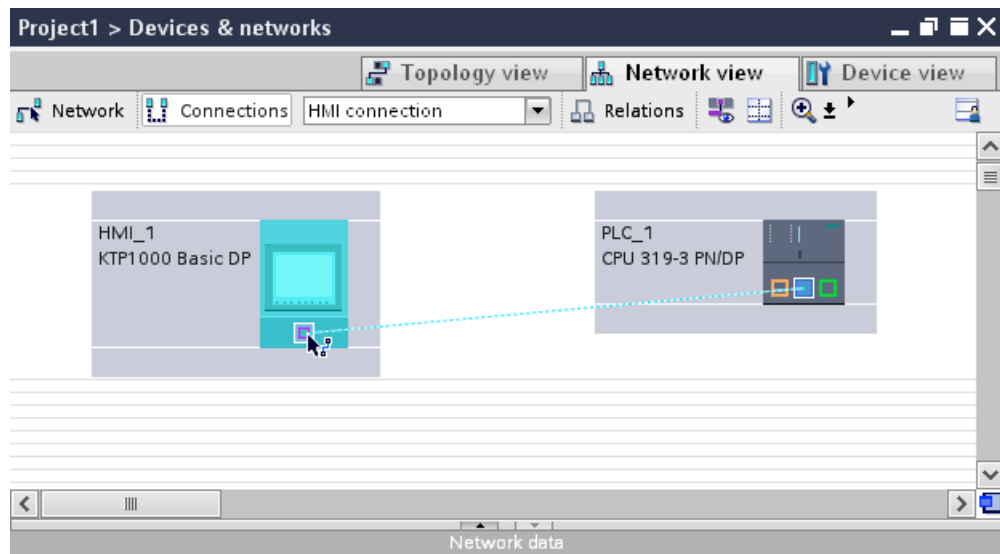 Project1 > Devices & networks
Topology view
Network view
Device view
Network
Connections
HMI connection
Relations
HMI_1
KTP1000 Basic DP
PLC_1
CPU 319-3 PN/DP
Network data